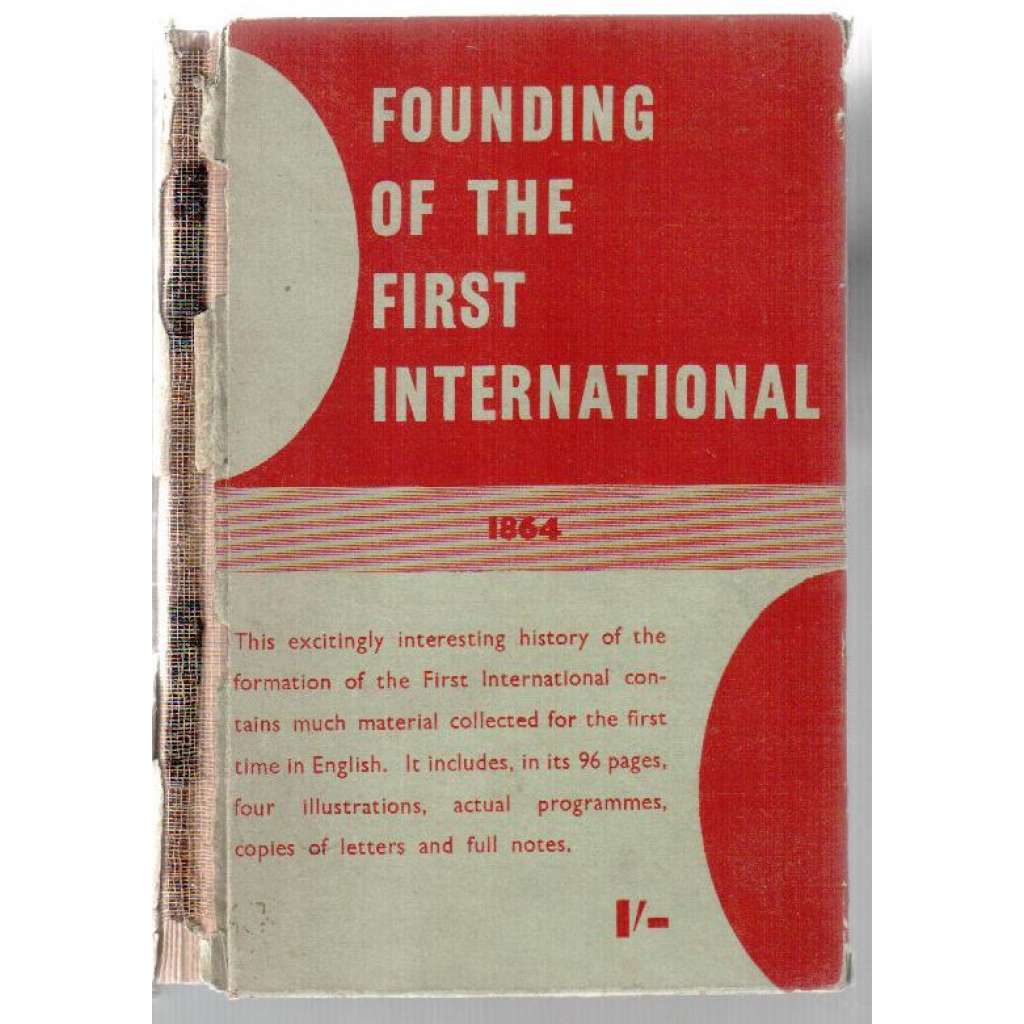 FOUNDING
OF THE
FIRST
INTERNATIONAL
1864
This excitingly interesting history of the
formation of the First International con-
tains much material collected for the first
time in English. It includes, in its 96 pages,
four illustrations, actual programmes,
copies of letters and full notes.
1/-